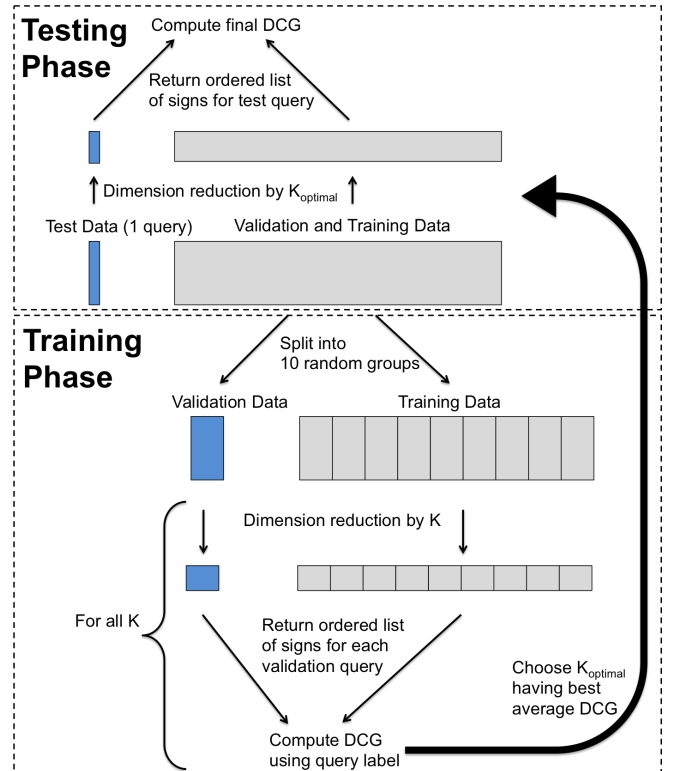 Testing
Phase
Compute final DCG
Return ordered list
of signs for test query
Dimension reduction by Koptimal
Test Data (1 query)
Validation and Training Data
Training
Phase
Split into
10 random groups
Validation Data
Training Data
Dimension reduction by K
For all K
Return ordered list
of signs for each
validation query
Choose Koptimal
having best
average DCG
Compute DCG
using query label